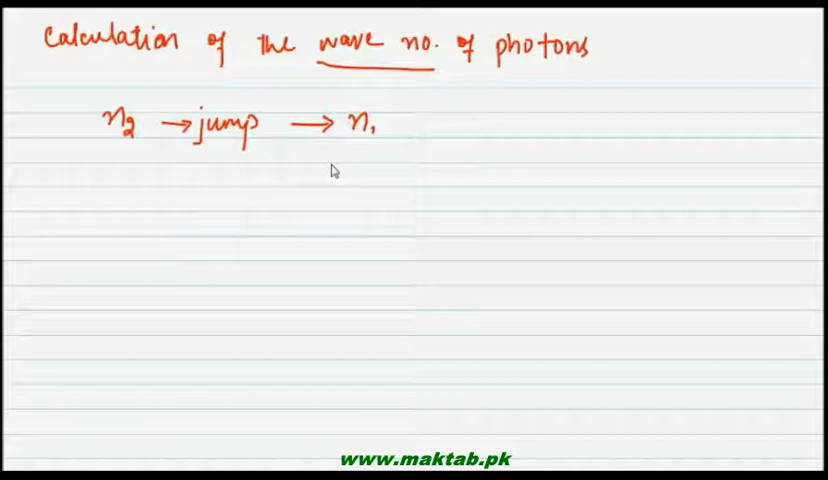 Calculation of the wave no. of photons
n₂ → jump → n₁
www.maktab.pk